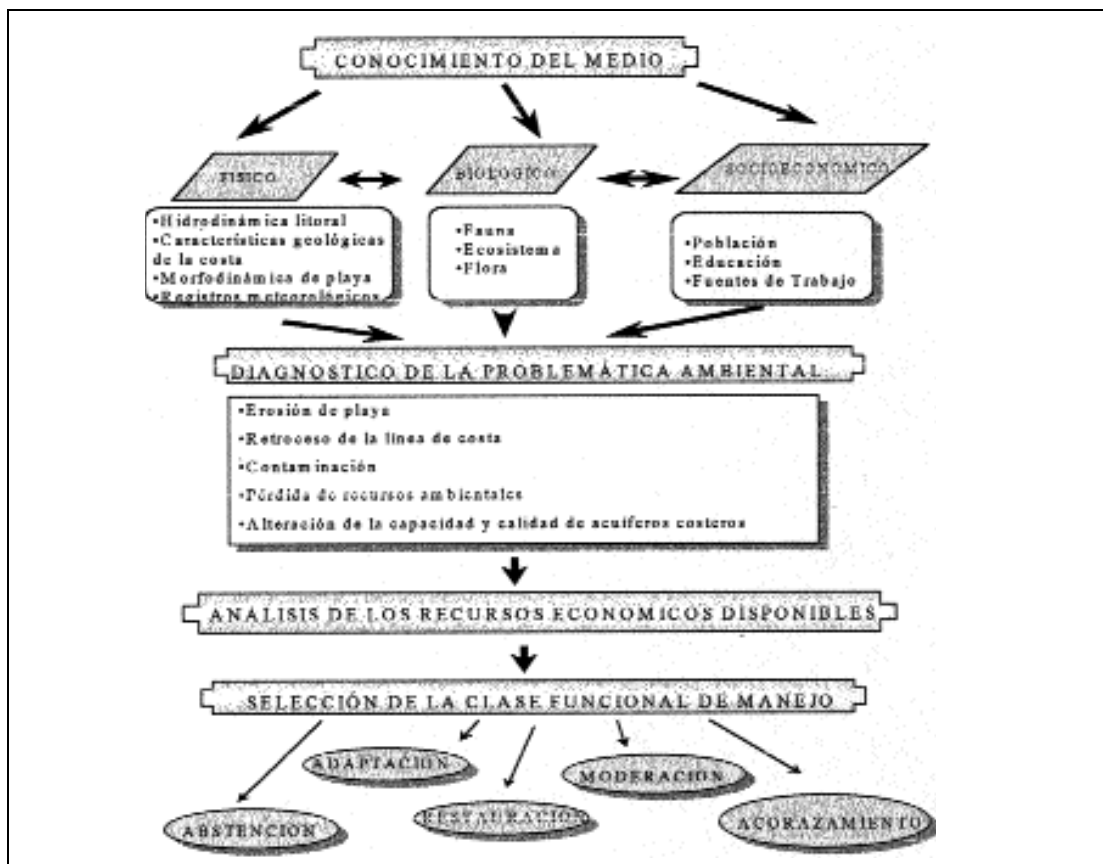 CONOCIMIENTO DEL MEDIO
FISICO
BIOLOGICO
SOCIOECONOMICO
•Hidrodinámica litoral
•Características geológicas
de la costa
•Morfodinámica de playa
•Registros meteorológicos
•Fauna
•Ecosistema
•Flora
•Población
•Educación
•Fuentes de Trabajo
DIAGNOSTICO DE LA PROBLEMÁTICA AMBIENTAL
•Erosión de playa
•Retroceso de la línea de costa
•Contaminación
•Pérdida de recursos ambientales
•Alteración de la capacidad y calidad de acuíferos costeros
ANALISIS DE LOS RECURSOS ECONOMICOS DISPONIBLES
SELECCIÓN DE LA CLASE FUNCIONAL DE MANEJO
ADAPTACION
MODERACION
ABSTENCION
RESTAURACION
ACORAZAMIENTO